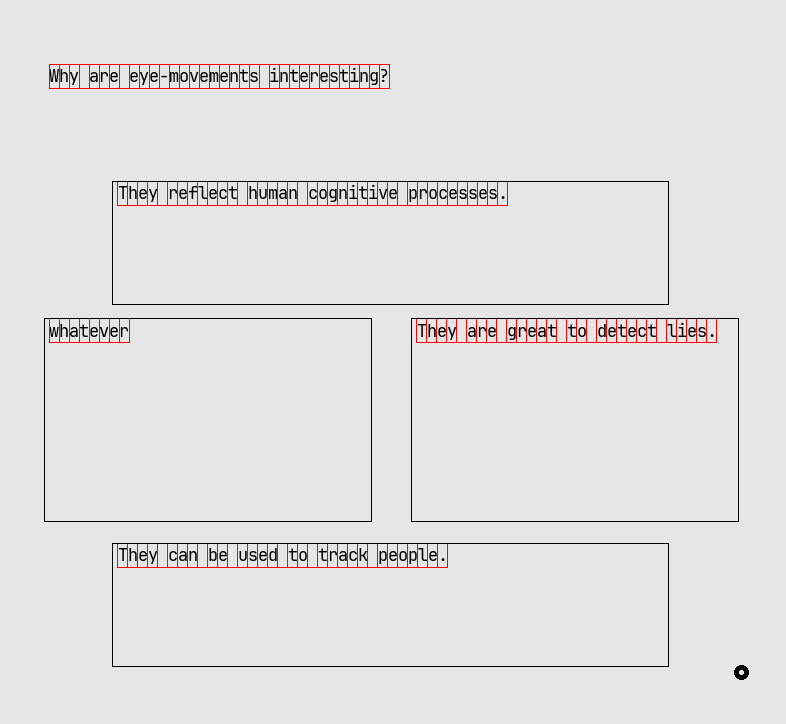 Why are eye-movements interesting?
They reflect human cognitive processes.
whatever
They are great to detect lies.
They can be used to track people.